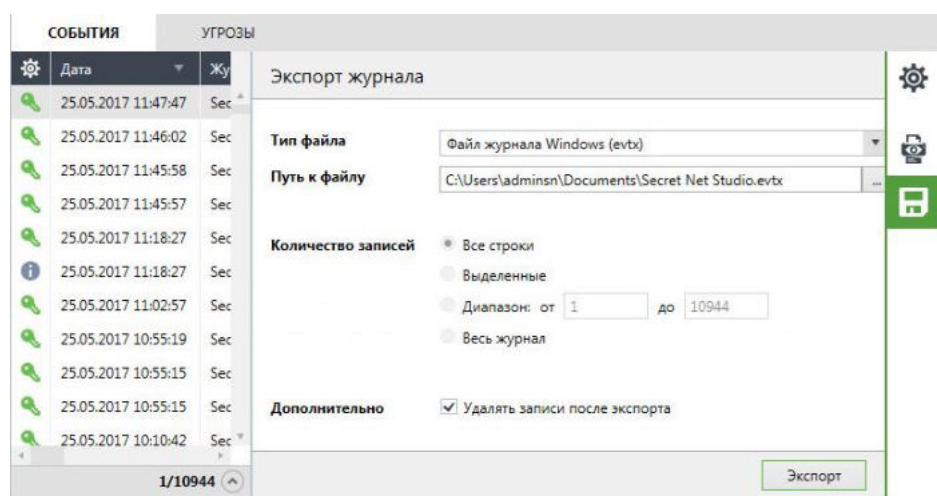 СОБЫТИЯ УГРОЗЫ
Дата Жу
25.05.2017 11:47:47 Sec
25.05.2017 11:46:02 Sec
25.05.2017 11:45:58 Sec
25.05.2017 11:45:57 Sec
25.05.2017 11:18:27 Sec
25.05.2017 11:18:27 Sec
25.05.2017 11:02:57 Sec
25.05.2017 10:55:19 Sec
25.05.2017 10:55:15 Sec
25.05.2017 10:55:15 Sec
25.05.2017 10:10:42 Sec
1/10944
Экспорт журнала
Тип файла Файл журнала Windows (evtx)
Путь к файлу C:\Users\adminsn\Documents\Secret Net Studio.evtx ...
Количество записей Все строки
Выделенные
Диапазон: от 1 до 10944
Весь журнал
Дополнительно Удалять записи после экспорта
Экспорт